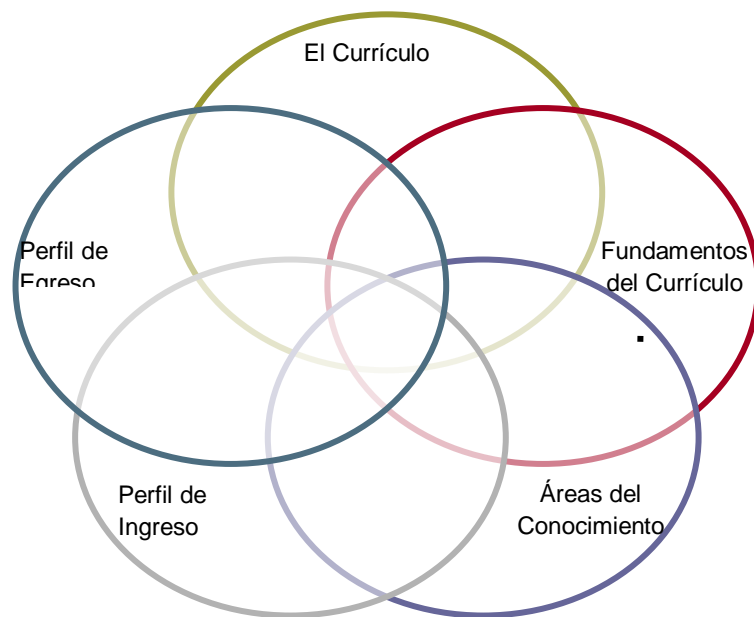 El Currículo
Perfil de
Egreso
Fundamentos
del Currículo
Perfil de
Ingreso
Áreas del
Conocimiento